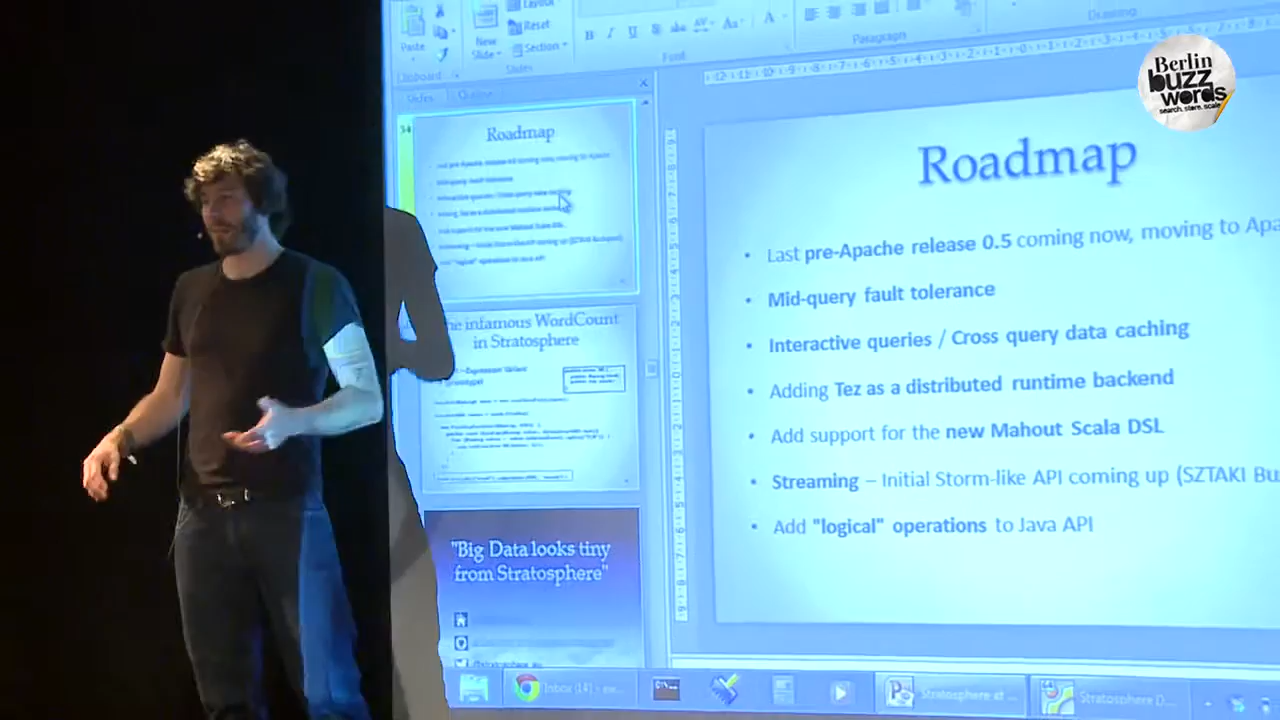 Layout
Reset
Section
Paste
New
Slide
Clipboard
Slides
Font
Paragraph
Drawing
Berlin
buzz
words
search. store. scale.
Slides
Outline
34
Roadmap
Roadmap
Last pre-Apache release 0.5 coming now, moving to Apa
Mid-query fault tolerance
Interactive queries / Cross query data caching
Adding Tez as a distributed runtime backend
Add support for the new Mahout Scala DSL
Streaming – Initial Storm-like API coming up (SZTAKI Bu
Add "logical" operations to Java API
he infamous WordCount
in Stratosphere
"Big Data looks tiny
from Stratosphere"
Inbox (14)
Stratosphere at ...
Stratosphere D...